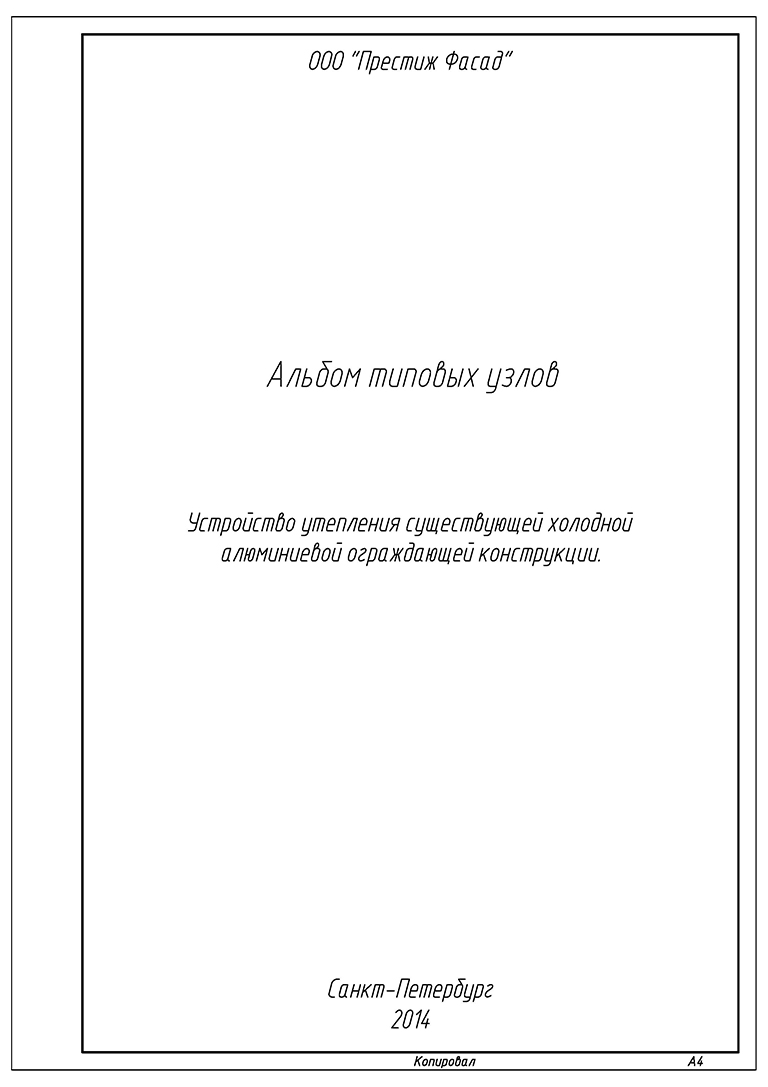 ООО "Престиж Фасад"
Альбом типовых узлов
Устройство утепления существующей холодной
алюминиевой ограждающей конструкции.
Санкт-Петербург
2014
Копировал А4